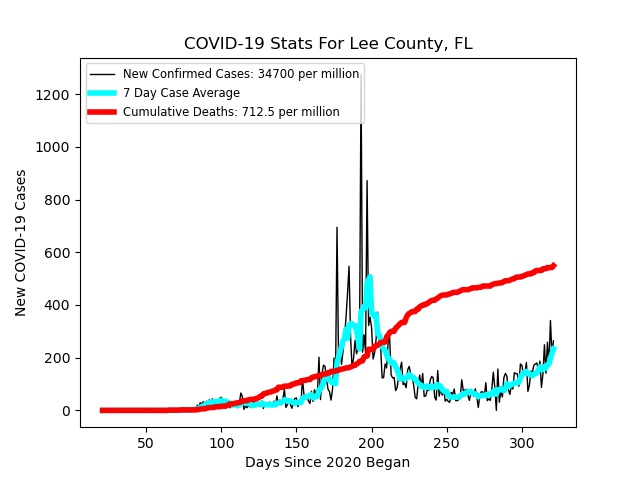 COVID-19 Stats For Lee County, FL
New Confirmed Cases: 34700 per million
7 Day Case Average
Cumulative Deaths: 712.5 per million
New COVID-19 Cases
1200
1000
800
600
400
200
0
50 100 150 200 250 300
Days Since 2020 Began